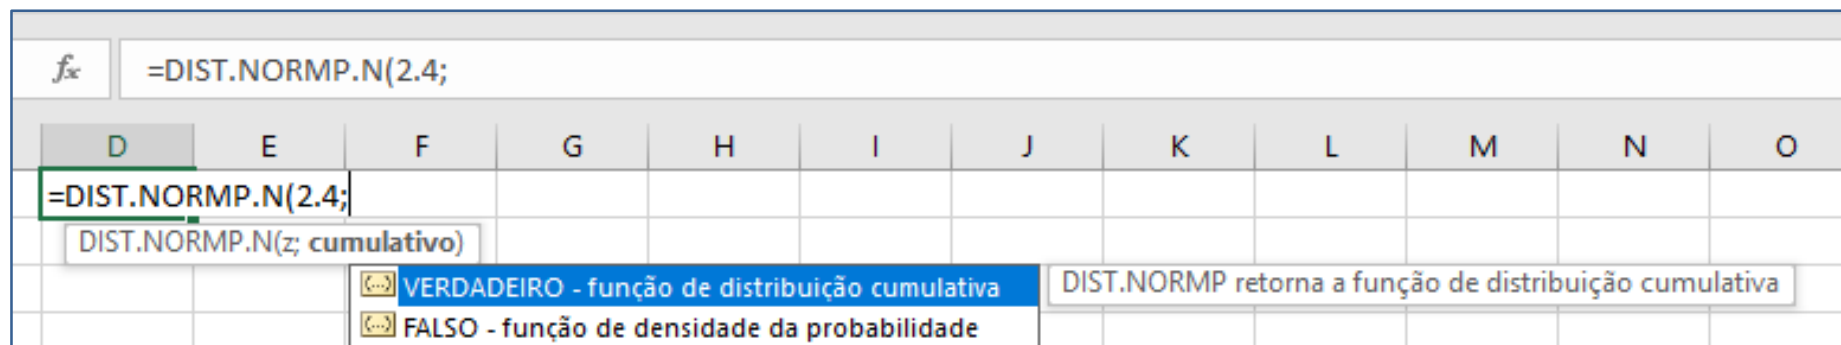 fx =DIST.NORMP.N(2.4;
D E F G H I J K L M N O
=DIST.NORMP.N(2.4;
DIST.NORMP.N(z; cumulativo)
VERDADEIRO - função de distribuição cumulativa DIST.NORMP retorna a função de distribuição cumulativa
FALSO - função de densidade da probabilidade